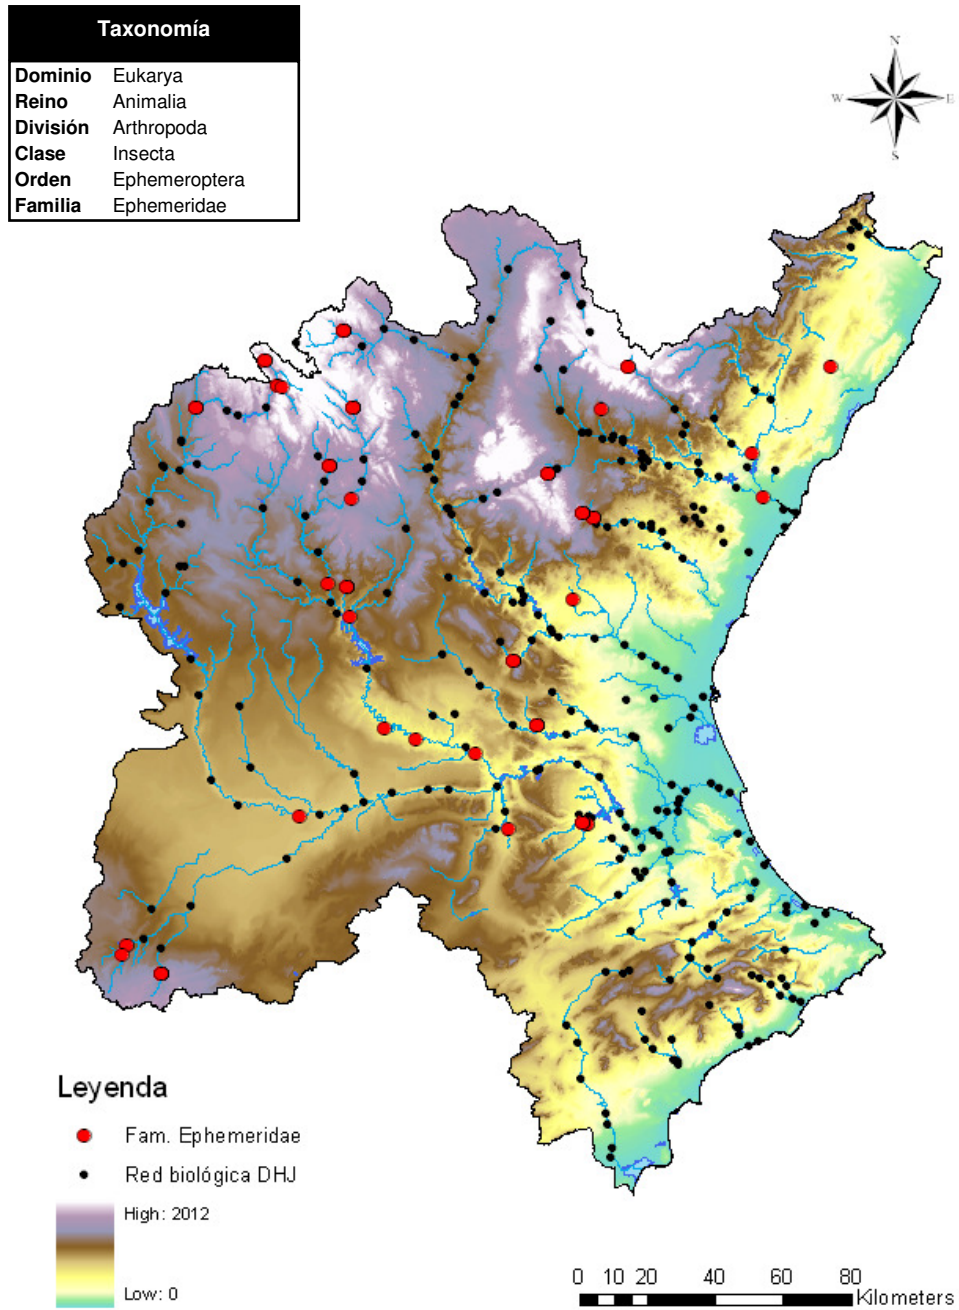 Taxonomía
Dominio Eukarya
Reino Animalia
División Arthropoda
Clase Insecta
Orden Ephemeroptera
Familia Ephemeridae
N
W E
S
Leyenda
Fam. Ephemeridae
Red biológica DHJ
High: 2012
Low: 0
0 10 20 40 60 80
Kilometers